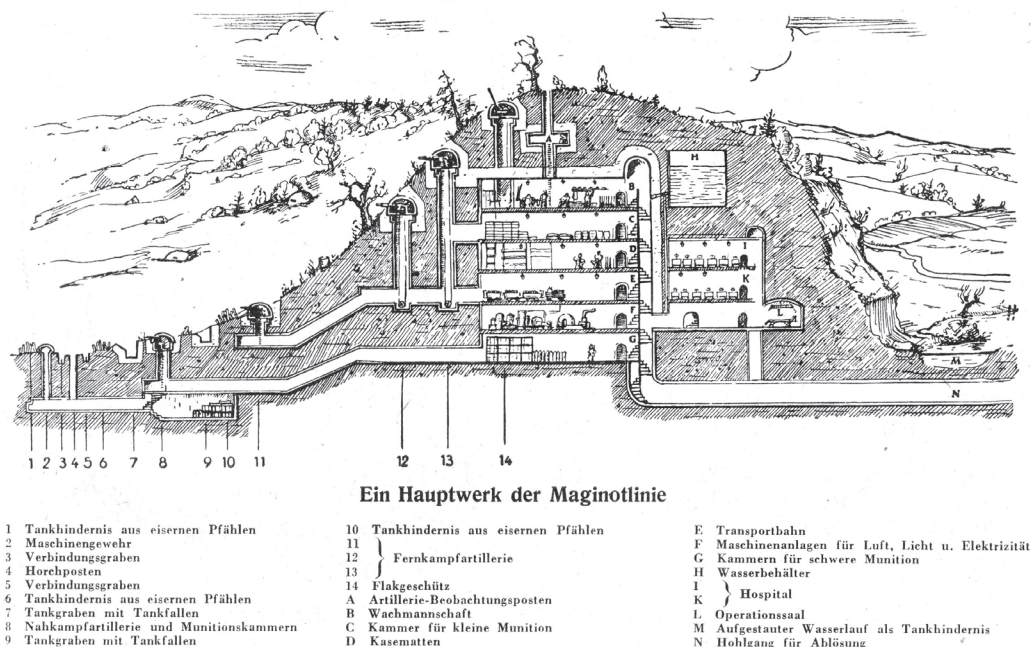 A
H
B
C
D
I
E
K
F
L
G
M
N
1 2 3 4 5 6 7 8 9 10 11 12 13 14
Ein Hauptwerk der Maginotlinie
1 Tankhindernis aus eisernen Pfählen
2 Maschinengewehr
3 Verbindungsgraben
4 Horchposten
5 Verbindungsgraben
6 Tankhindernis aus eisernen Pfählen
7 Tankgraben mit Tankfallen
8 Nahkampfartillerie und Munitionskammern
9 Tankgraben mit Tankfallen
10 Tankhindernis aus eisernen Pfählen
11
12 } Fernkampfartillerie
13
14 Flakgeschütz
A Artillerie-Beobachtungsposten
B Wachmannschaft
C Kammer für kleine Munition
D Kasematten
E Transportbahn
F Maschinenanlagen für Luft, Licht u. Elektrizität
G Kammern für schwere Munition
H Wasserbehälter
I
} Hospital
K
L Operationssaal
M Aufgestauter Wasserlauf als Tankhindernis
N Hohlgang für Ablösung